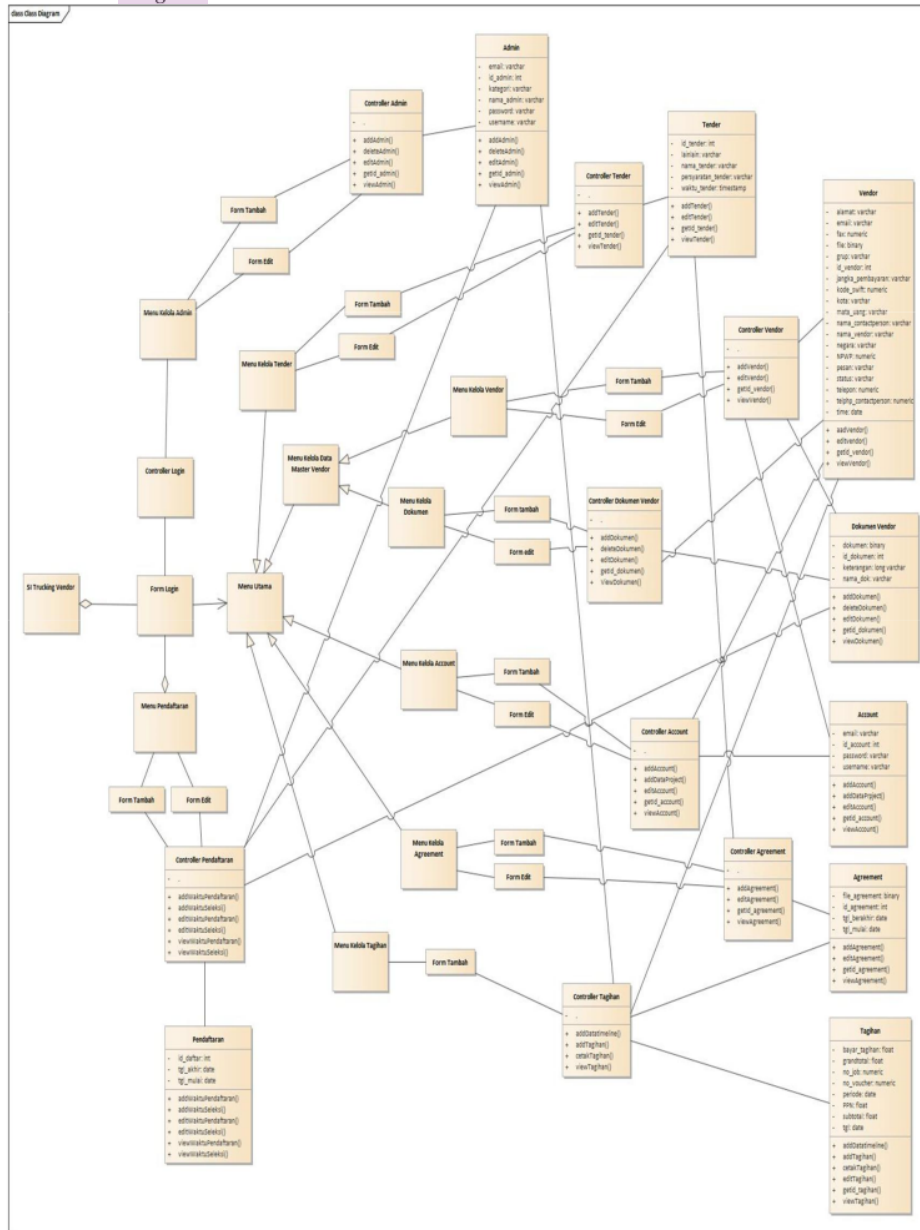 class Class Diagram
Admin
- email: varchar
- id_admin: int
- kategori: varchar
- nama_admin: varchar
- password: varchar
- username: varchar
+ addAdmin()
+ deleteAdmin()
+ editAdmin()
+ getid_admin()
+ viewAdmin()
Controller Admin
- .
+ addAdmin()
+ deleteAdmin()
+ editAdmin()
+ getid_admin()
+ viewAdmin()
Tender
- id_tender: int
- lainlain: varchar
- nama_tender: varchar
- persyaratan_tender: varchar
- waktu_tender: timestamp
+ addTender()
+ editTender()
+ getid_tender()
+ viewTender()
Controller Tender
- .
+ addTender()
+ editTender()
+ getid_tender()
+ viewTender()
Vendor
- alamat: varchar
- email: varchar
- fax: numeric
- file: binary
- grup: varchar
- id_vendor: int
- jangka_pembayaran: varchar
- kode_swift: numeric
- kota: varchar
- mata_uang: varchar
- nama_contactperson: varchar
- nama_vendor: varchar
- negara: varchar
- NPWP: numeric
- pesan: varchar
- status: varchar
- telepon: numeric
- telphp_contactperson: numeric
- time: date
+ aadVendor()
+ editvendor()
+ getid_vendor()
+ viewVendor()
Form Tambah
Form Edit
Menu Kelola Admin
Form Tambah
Form Edit
Menu Kelola Tender
Controller Vendor
- .
+ addVendor()
+ editvendor()
+ getid_vendor()
+ viewVendor()
Menu Kelola Vendor
Form Tambah
Form Edit
Controller Login
Menu Kelola Data
Master Vendor
Menu Kelola
Dokumen
Form tambah
Form edit
Controller Dokumen Vendor
- .
+ addDokumen()
+ deleteDokumen()
+ editDokumen()
+ getid_dokumen()
+ ViewDokumen()
Dokumen Vendor
- dokumen: binary
- id_dokumen: int
- keterangan: long varchar
- nama_dok: varchar
+ addDokumen()
+ deleteDokumen()
+ editDokumen()
+ getid_dokumen()
+ viewDokumen()
SI Trucking Vendor
Form Login
Menu Utama
Menu Kelola Account
Form Tambah
Form Edit
Menu Pendaftaran
Form Tambah
Form Edit
Controller Account
- .
+ addAccount()
+ addDataProject()
+ editAccount()
+ getid_account()
+ viewAccount()
Account
- email: varchar
- id_account: int
- password: varchar
- username: varchar
+ addAccount()
+ addDataProject()
+ editAccount()
+ getid_account()
+ viewAccount()
Controller Pendaftaran
- .
+ addWaktuPendaftaran()
+ addWaktuSeleksi()
+ editWaktuPendaftaran()
+ editWaktuSeleksi()
+ viewWaktuPendaftaran()
+ viewWaktuSeleksi()
Menu Kelola
Agreement
Form Tambah
Form Edit
Controller Agreement
- .
+ addAgreement()
+ editAgreement()
+ getid_agreement()
+ viewAgreement()
Agreement
- file_agreement: binary
- id_agreement: int
- tgl_berakhir: date
- tgl_mulai: date
+ addAgreement()
+ editAgreement()
+ getid_agreement()
+ viewAgreement()
Menu Kelola Tagihan
Form Tambah
Controller Tagihan
- .
+ addDatatimeline()
+ addTagihan()
+ cetakTagihan()
+ viewTagihan()
Pendaftaran
- id_daftar: int
- tgl_akhir: date
- tgl_mulai: date
+ addWaktuPendaftaran()
+ addWaktuSeleksi()
+ editWaktuPendaftaran()
+ editWaktuSeleksi()
+ viewWaktuPendaftaran()
+ viewWaktuSeleksi()
Tagihan
- bayar_tagihan: float
- grandtotal: float
- no_job: numeric
- no_voucher: numeric
- periode: date
- PPN: float
- subtotal: float
- tgl: date
+ addDatatimeline()
+ addTagihan()
+ cetakTagihan()
+ editTagihan()
+ getid_tagihan()
+ viewTagihan()